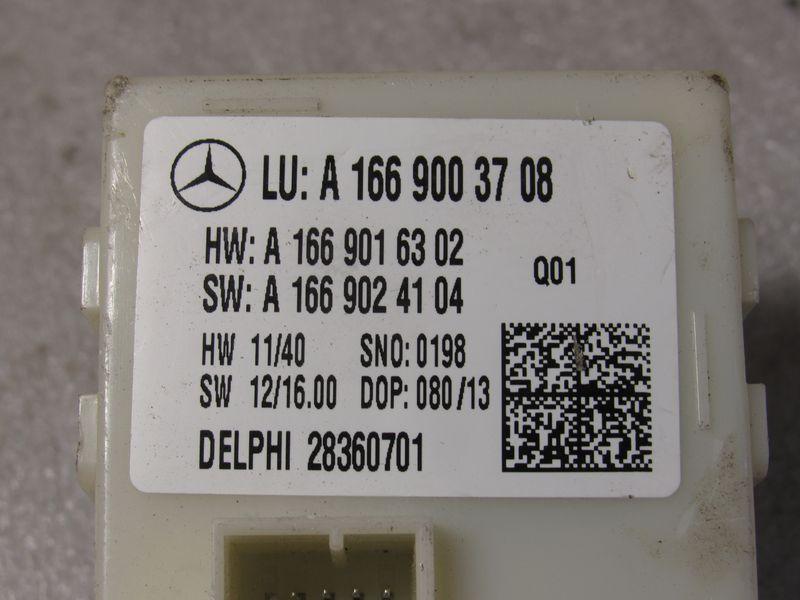 LU: A 166 900 37 08
HW: A 166 901 63 02
SW: A 166 902 41 04
Q01
HW 11/40 SNO: 0198
SW 12/16.00 DOP: 080/13
DELPHI 28360701